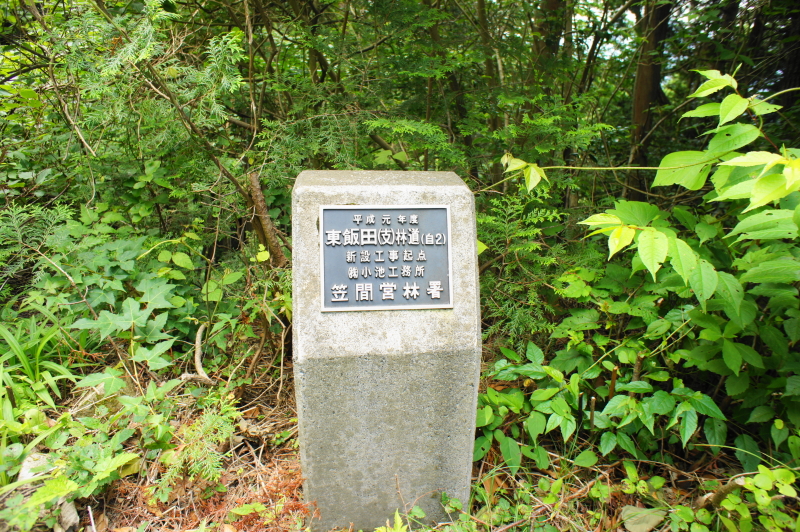 平成元年度
東飯田(支)林道(自2)
新設工事起点
㈱小池工務所
笠間営林署